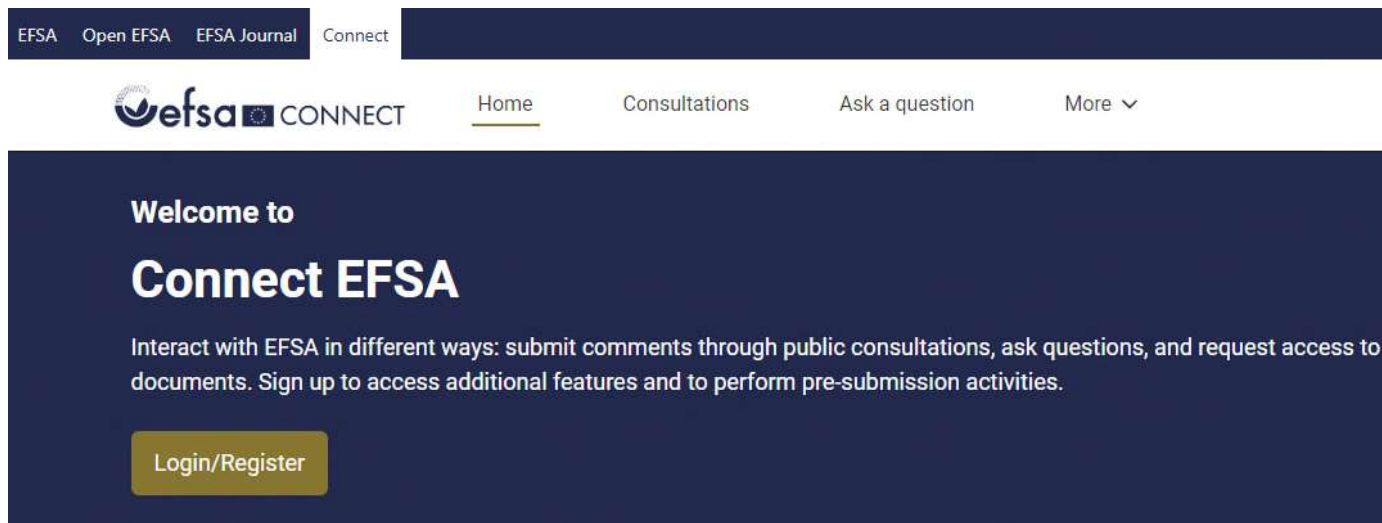 EFSA Open EFSA EFSA Journal Connect
efsa CONNECT Home Consultations Ask a question More
Welcome to
Connect EFSA
Interact with EFSA in different ways: submit comments through public consultations, ask questions, and request access to
documents. Sign up to access additional features and to perform pre-submission activities.
Login/Register